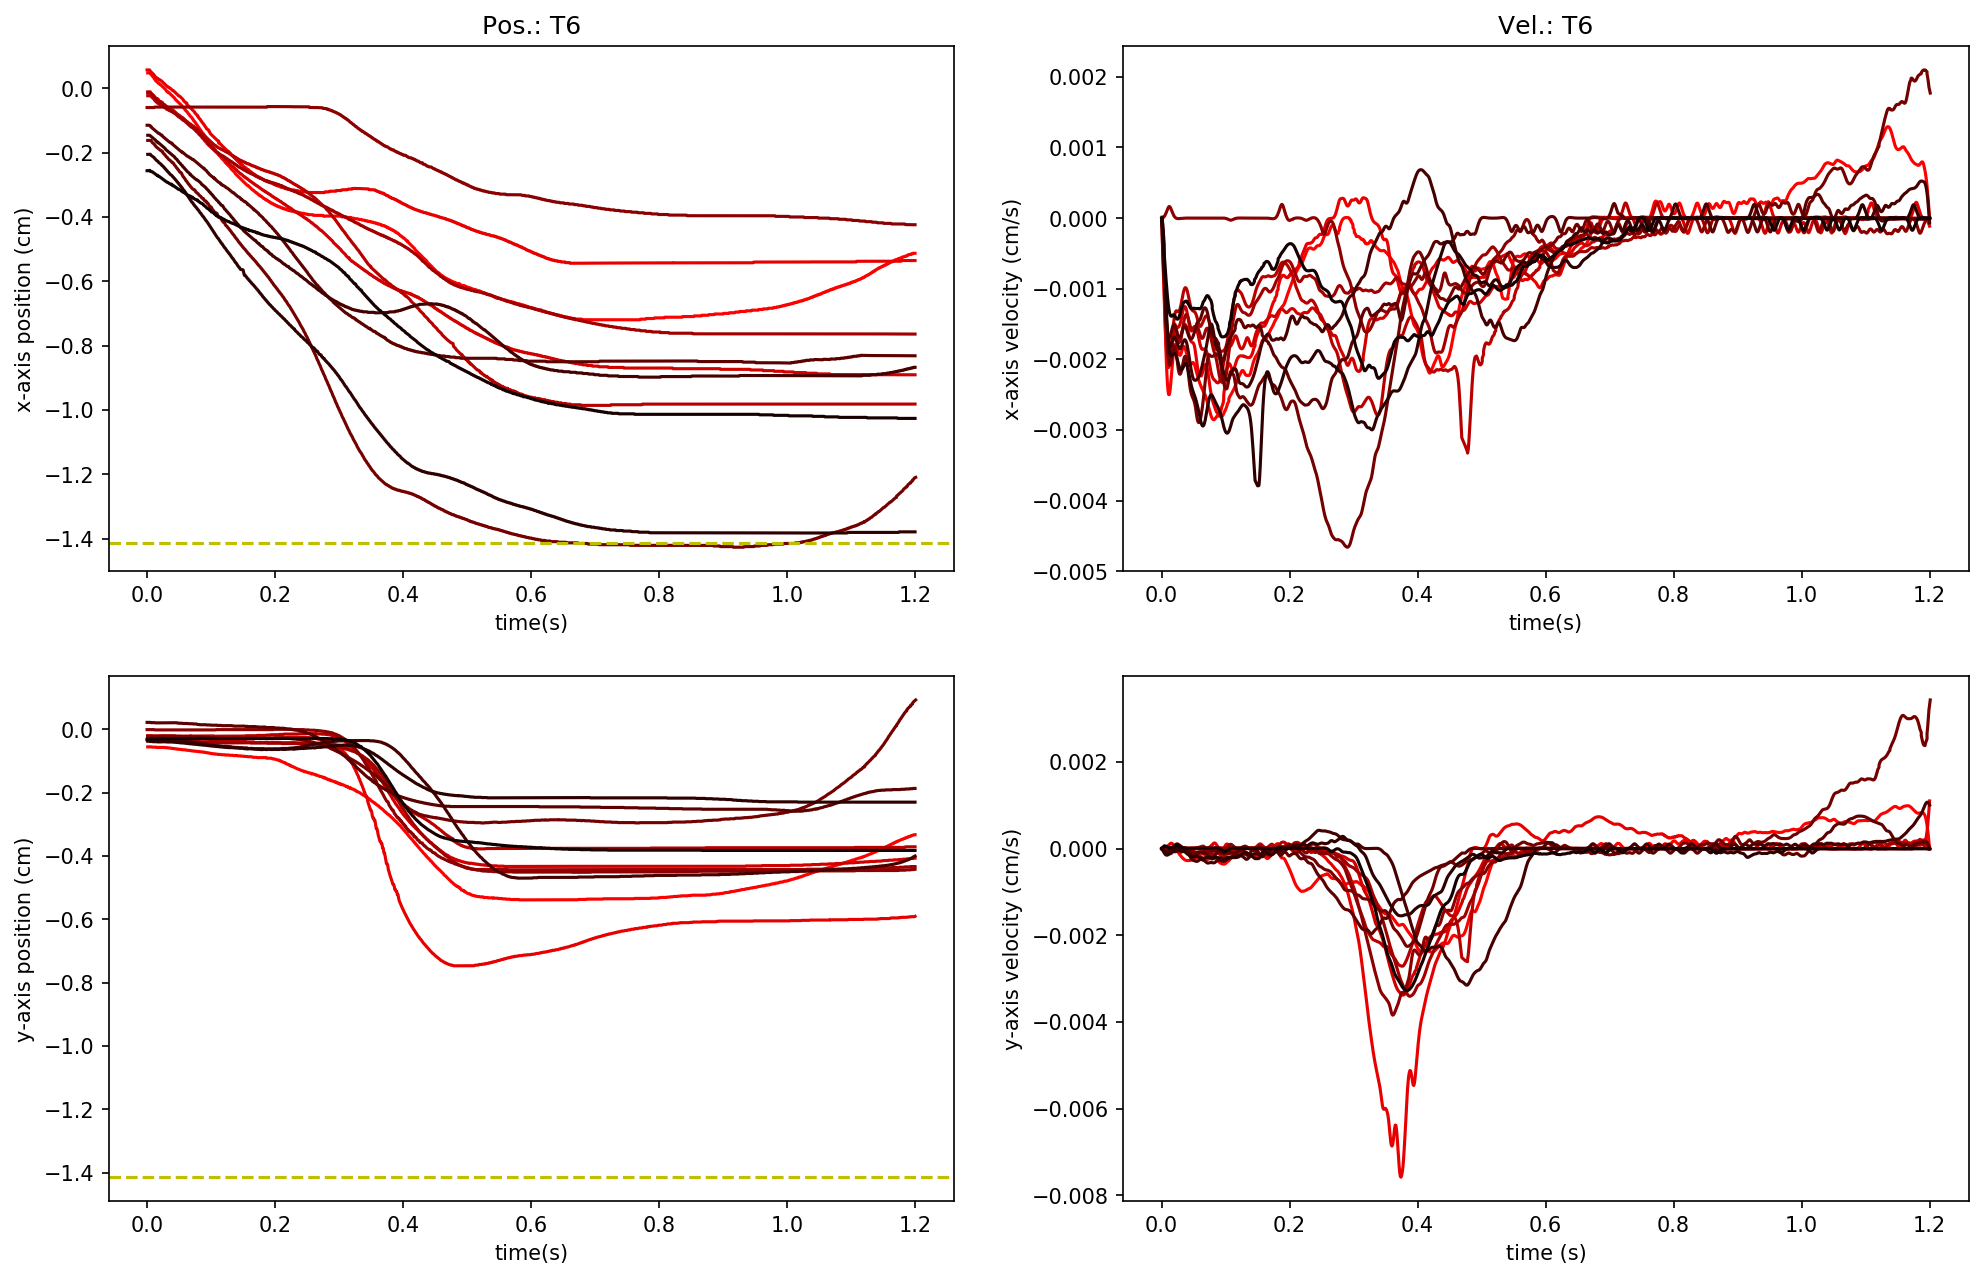 Pos.: T6
0.0
−0.2
−0.4
−0.6
−0.8
−1.0
−1.2
−1.4
x-axis position (cm)
0.0 0.2 0.4 0.6 0.8 1.0 1.2
time(s)
Vel.: T6
0.002
0.001
0.000
−0.001
−0.002
−0.003
−0.004
−0.005
x-axis velocity (cm/s)
0.0 0.2 0.4 0.6 0.8 1.0 1.2
time(s)
0.0
−0.2
−0.4
−0.6
−0.8
−1.0
−1.2
−1.4
y-axis position (cm)
0.0 0.2 0.4 0.6 0.8 1.0 1.2
time(s)
0.002
0.000
−0.002
−0.004
−0.006
−0.008
y-axis velocity (cm/s)
0.0 0.2 0.4 0.6 0.8 1.0 1.2
time (s)